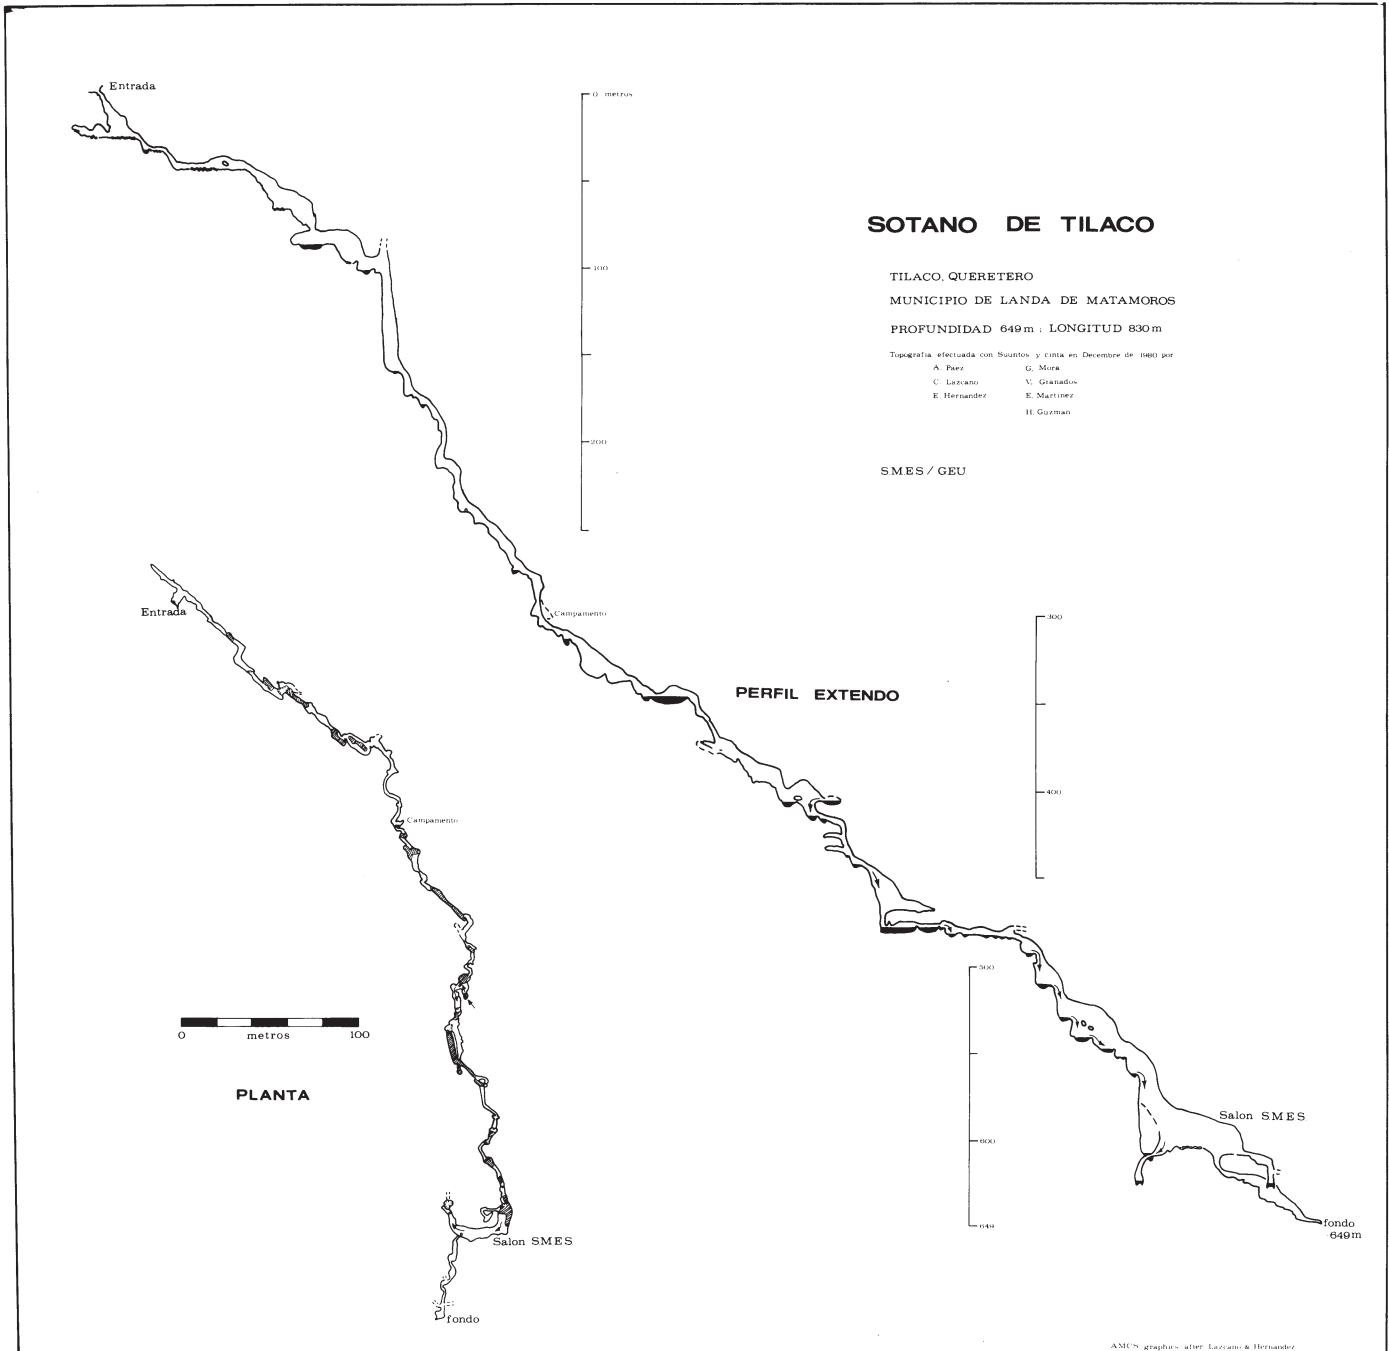 Entrada
0 metros
100
200
SOTANO DE TILACO
TILACO, QUERETERO
MUNICIPIO DE LANDA DE MATAMOROS
PROFUNDIDAD 649m ; LONGITUD 830m
Topografia efectuada con Suuntos y cinta en Decembre de 1980 por
A. Paez G. Mora
C. Lazcano V. Granados
E. Hernandez E. Martinez
H. Guzman
S.M.E.S / G.E.U.
Entrada
Campamento
300
PERFIL EXTENDO
400
Campamento
500
0 metros 100
PLANTA
Salon S.M.E.S.
600
649
fondo
-649m
Salon SMES
fondo
AMCS graphics after Lazcano & Hernandez